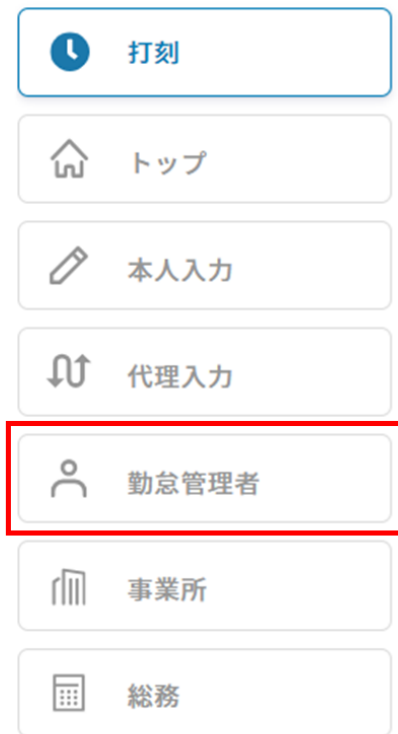 打刻
トップ
本人入力
代理入力
勤怠管理者
事業所
総務